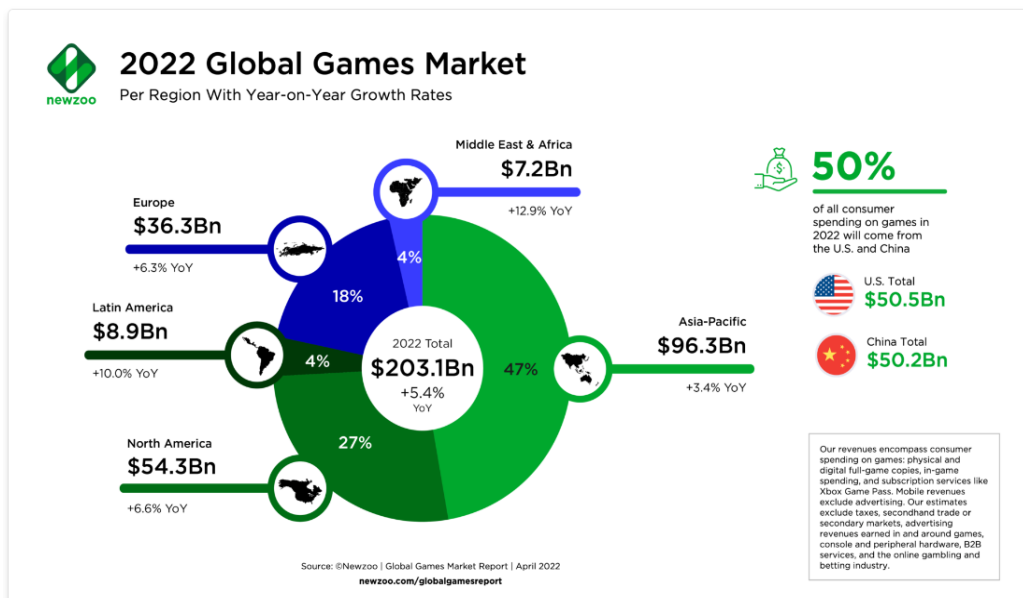 newzoo
2022 Global Games Market
Per Region With Year-on-Year Growth Rates
Middle East & Africa
$7.2Bn
+12.9% YoY
Europe
$36.3Bn
+6.3% YoY
Latin America
$8.9Bn
+10.0% YoY
North America
$54.3Bn
+6.6% YoY
Asia-Pacific
$96.3Bn
+3.4% YoY
4%
18%
4%
27%
47%
2022 Total
$203.1Bn
+5.4%
YoY
$
50%
of all consumer
spending on games in
2022 will come from
the U.S. and China
U.S. Total
$50.5Bn
China Total
$50.2Bn
Our revenues encompass consumer
spending on games: physical and
digital full-game copies, in-game
spending, and subscription services like
Xbox Game Pass. Mobile revenues
exclude advertising. Our estimates
exclude taxes, secondhand trade or
secondary markets, advertising
revenues earned in and around games,
console and peripheral hardware, B2B
services, and the online gambling and
betting industry.
Source: ©Newzoo | Global Games Market Report | April 2022
newzoo.com/globalgamesreport